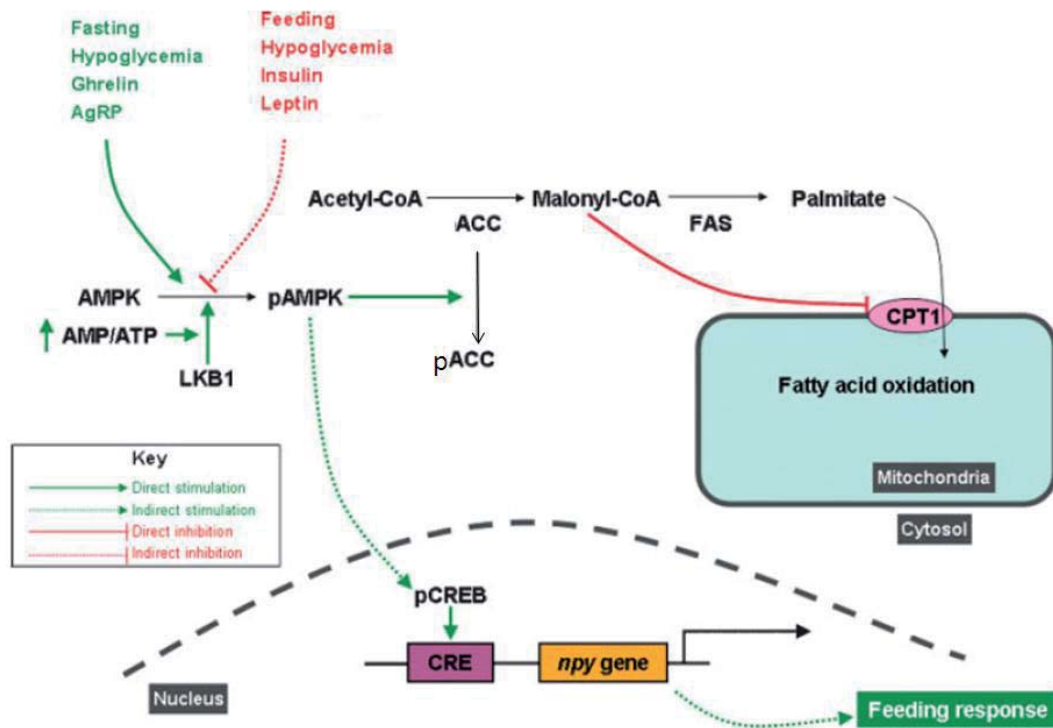 Fasting
Hypoglycemia
Ghrelin
AgRP
Feeding
Hypoglycemia
Insulin
Leptin
Acetyl-CoA
ACC
Malonyl-CoA
FAS
Palmitate
AMPK
pAMPK
AMP/ATP
LKB1
pACC
CPT1
Fatty acid oxidation
Mitochondria
Cytosol
Key
Direct stimulation
Indirect stimulation
Direct inhibition
Indirect inhibition
pCREB
CRE
npy gene
Nucleus
Feeding response